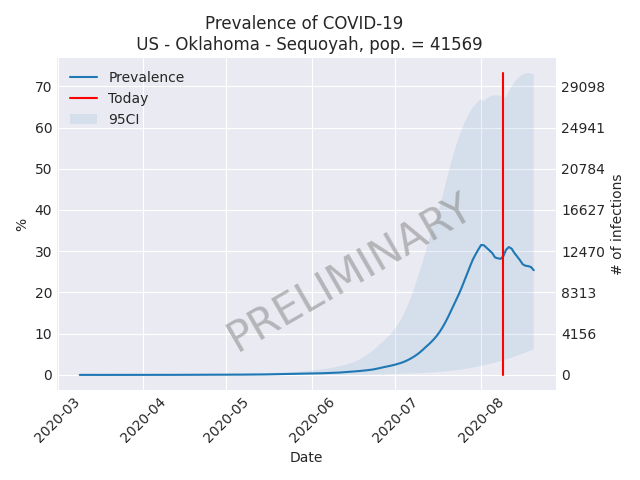 Prevalence of COVID-19
US - Oklahoma - Sequoyah, pop. = 41569
Prevalence
Today
95CI
70
60
50
40
30
20
10
0
%
29098
24941
20784
16627
12470
8313
4156
0
# of infections
PRELIMINARY
2020-03
2020-04
2020-05
2020-06
2020-07
2020-08
Date